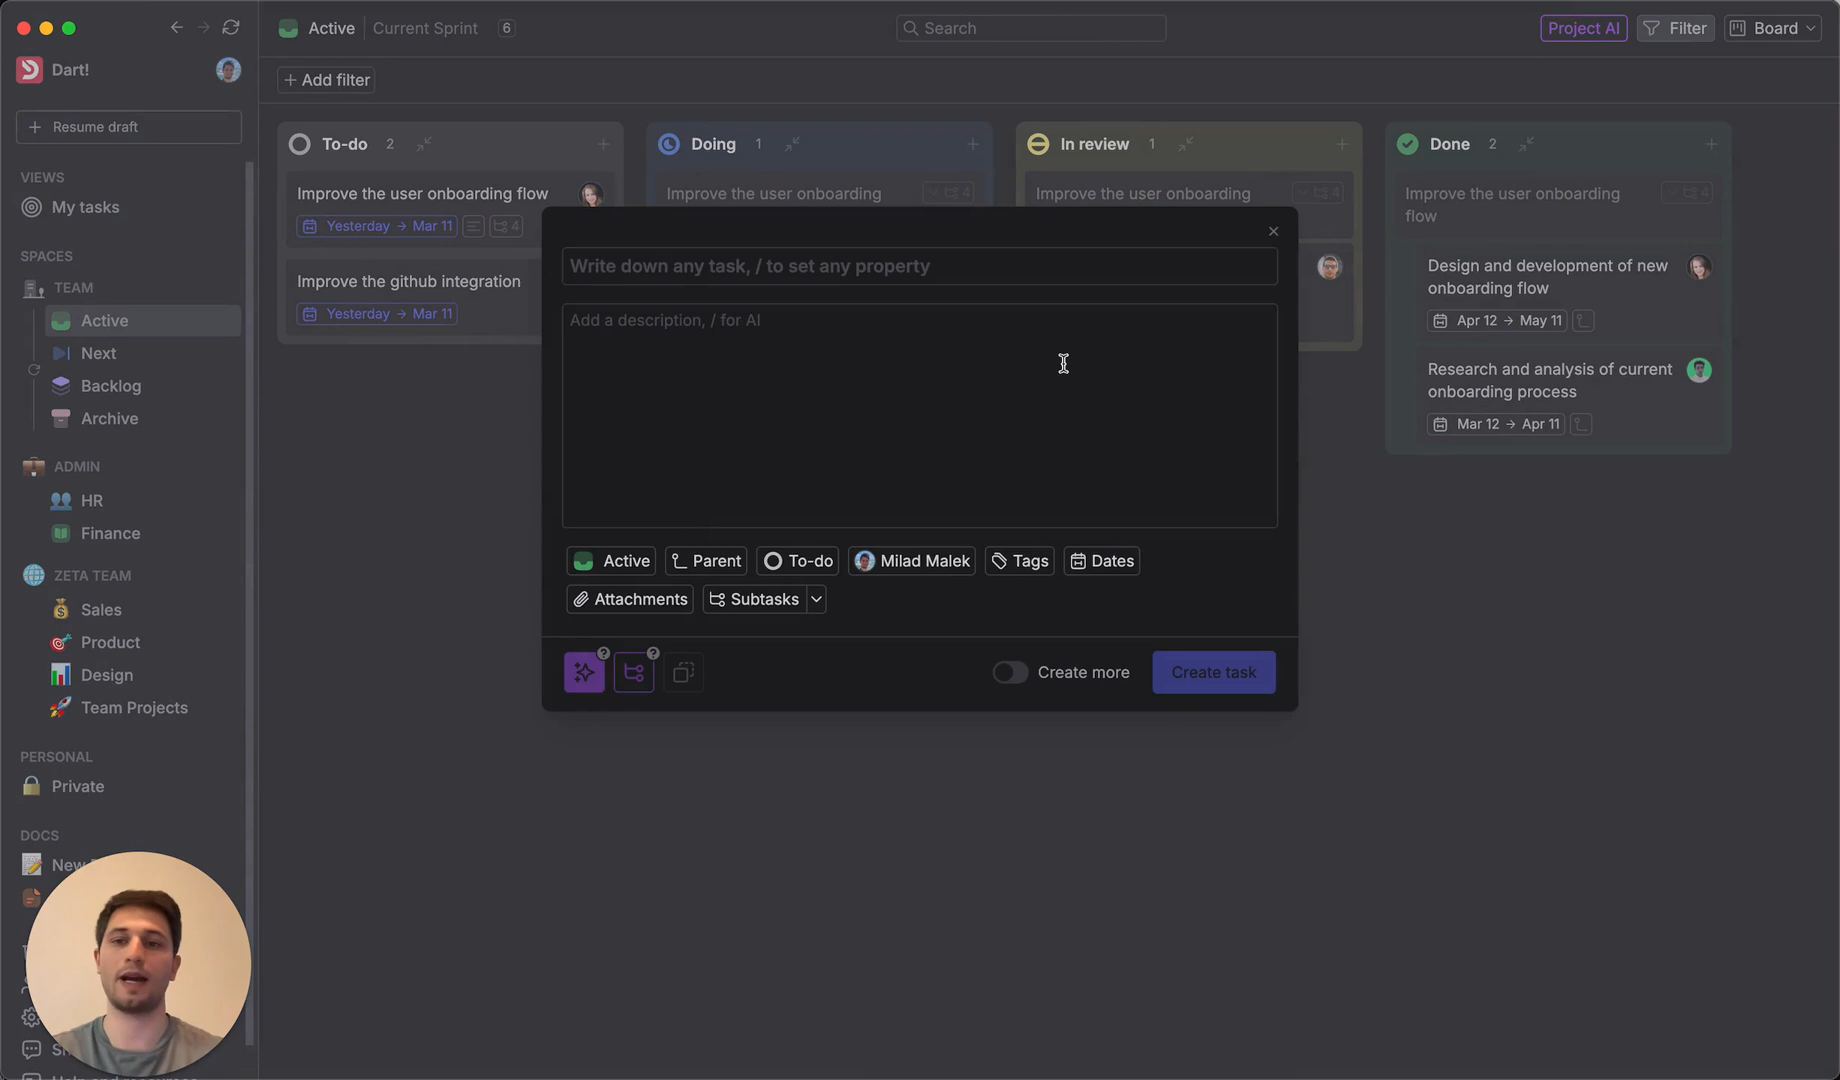 Active
Current Sprint
6
Search
Project AI
Filter
Board
Dart!
+ Add filter
+ Resume draft
VIEWS
My tasks
SPACES
TEAM
Active
Next
Backlog
Archive
ADMIN
HR
Finance
ZETA TEAM
Sales
Product
Design
Team Projects
PERSONAL
Private
DOCS
New
To-do 2
Improve the user onboarding flow
Yesterday → Mar 11
4
Improve the github integration
Yesterday → Mar 11
Doing 1
Improve the user onboarding
4
In review 1
Improve the user onboarding
4
Done 2
Improve the user onboarding
flow
4
Design and development of new
onboarding flow
Apr 12 → May 11
Research and analysis of current
onboarding process
Mar 12 → Apr 11
Write down any task, / to set any property
Add a description, / for AI
Active
Parent
To-do
Milad Malek
Tags
Dates
Attachments
Subtasks
?
?
Create more
Create task